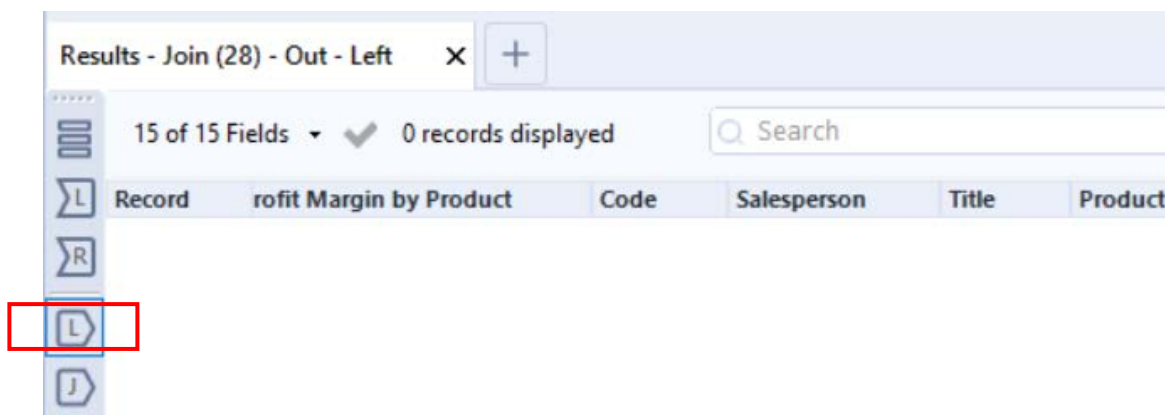 Results - Join (28) - Out - Left
15 of 15 Fields 0 records displayed Search
Record rofit Margin by Product Code Salesperson Title Product
L
R
L
J